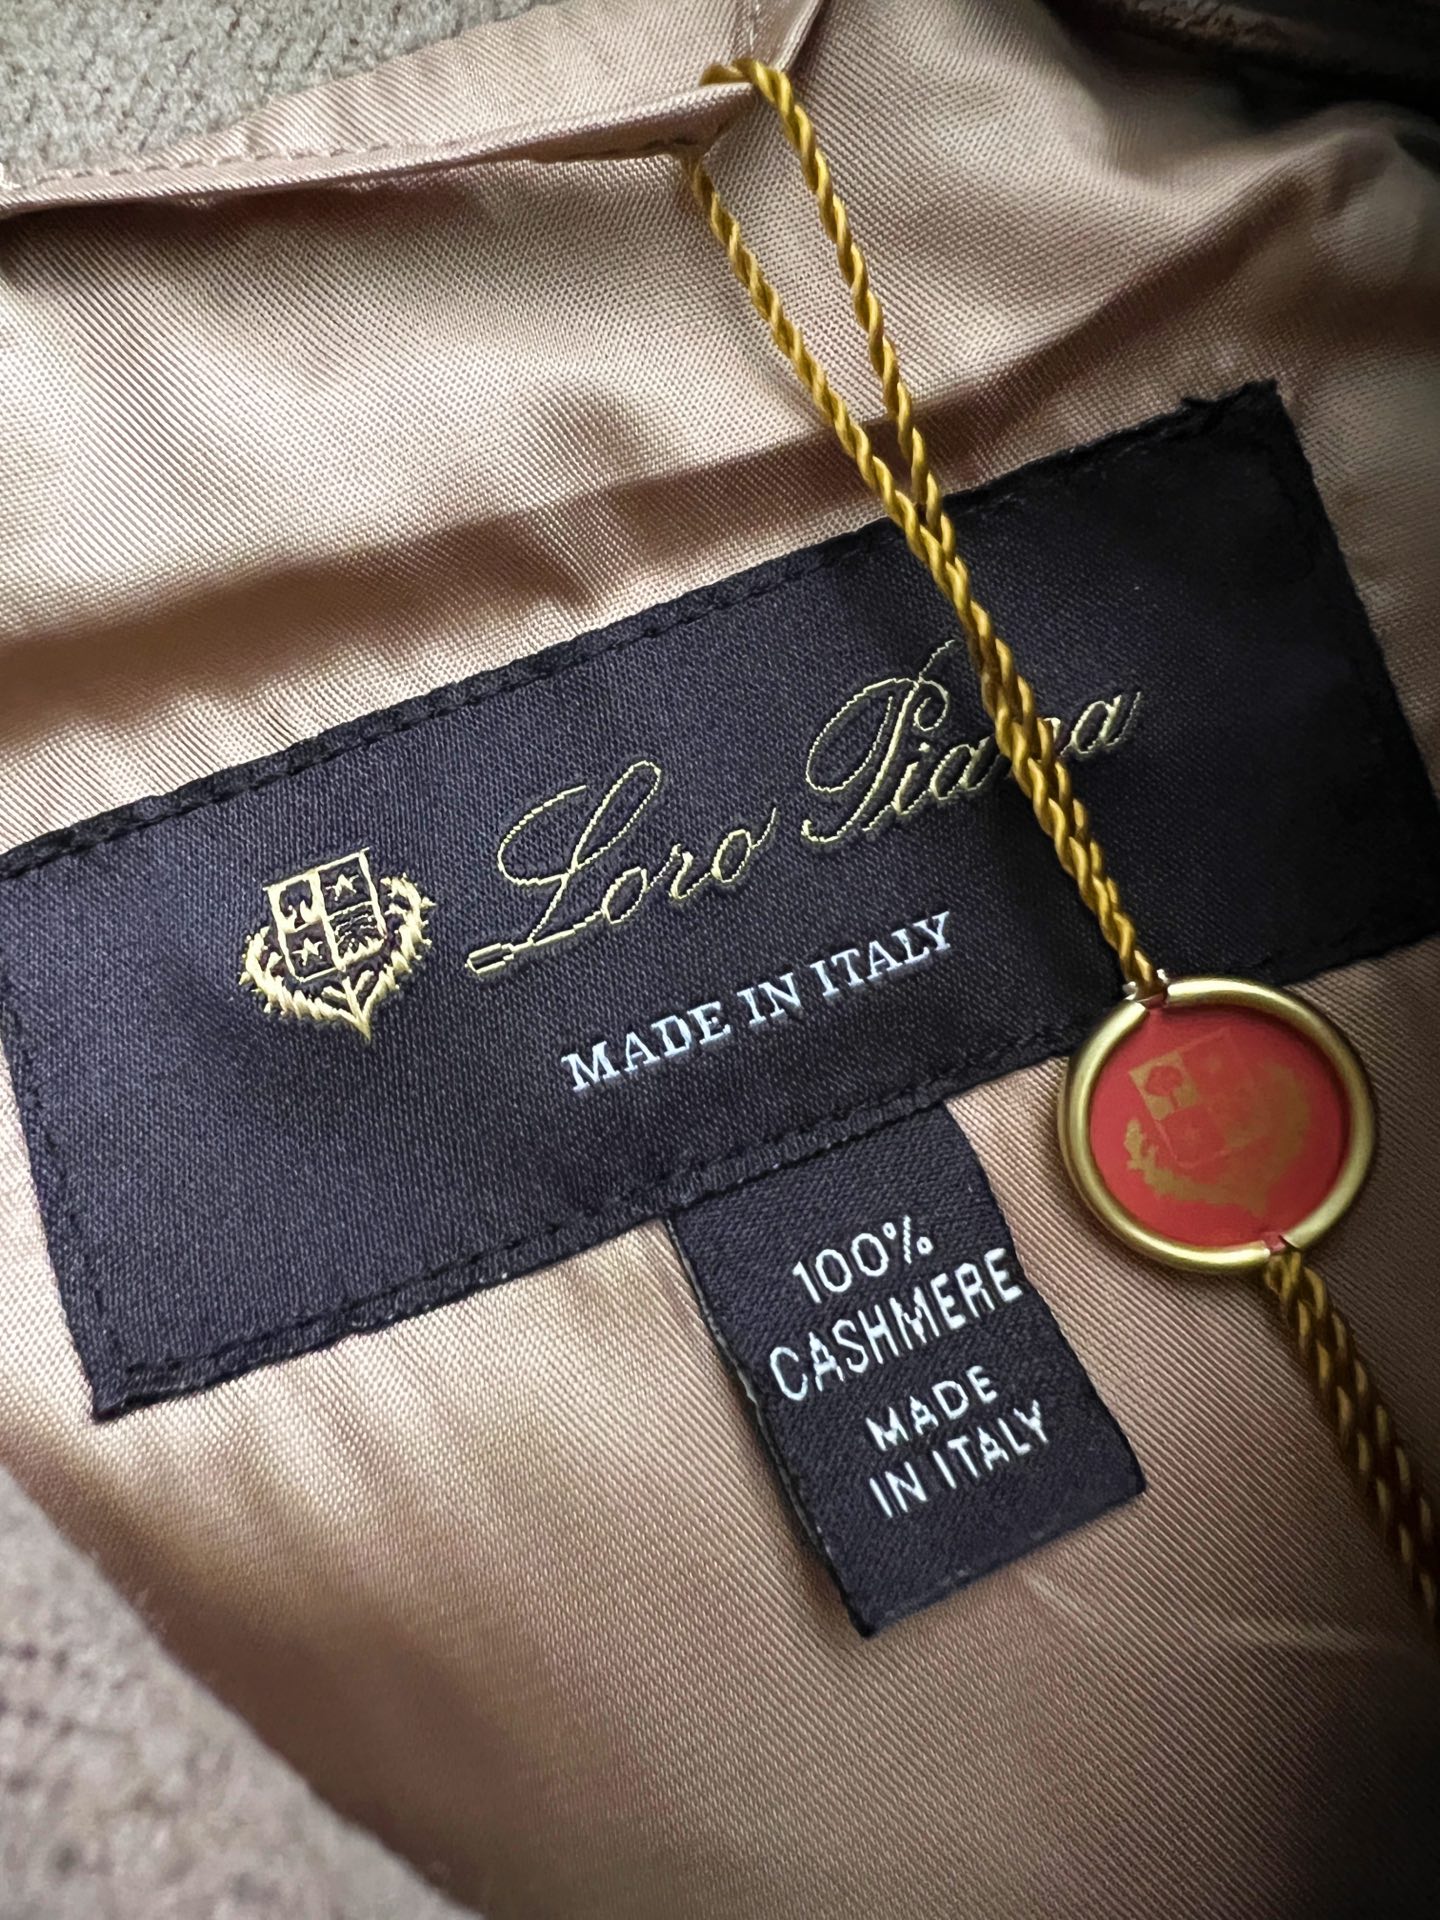 Loro Piana
MADE IN ITALY
100%
CASHMERE
MADE
IN ITALY